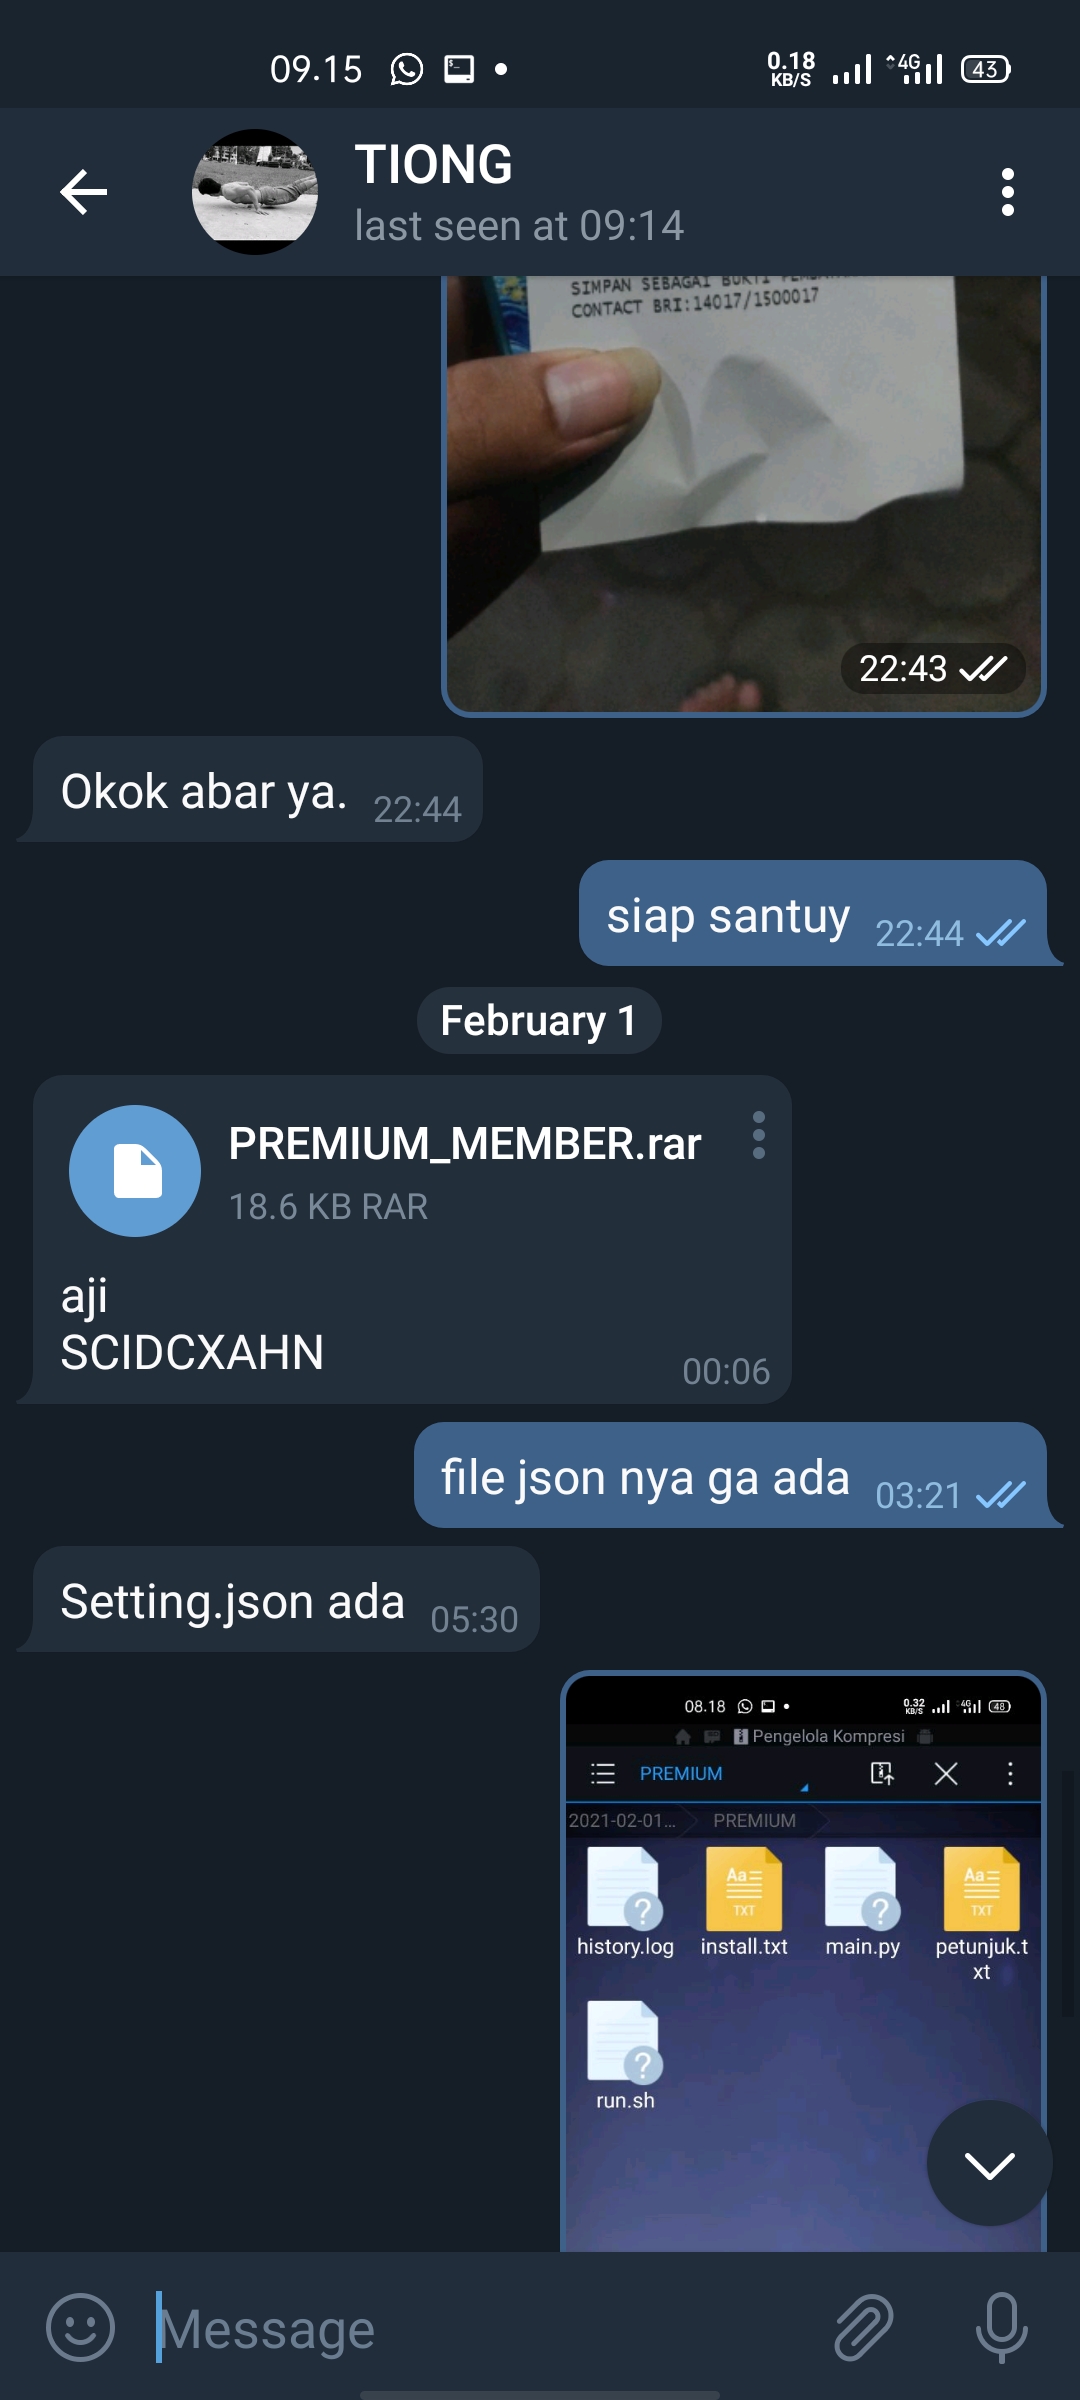 09.15
0.18
KB/S
4G
43
TIONG
last seen at 09:14
SIMPAN SEBAGAI BUKTI
CONTACT BRI:14017/1500017
22:43
Okok abar ya. 22:44
siap santuy 22:44
February 1
PREMIUM_MEMBER.rar
18.6 KB RAR
aji
SCIDCXAHN
00:06
file json nya ga ada 03:21
Setting.json ada 05:30
08.18
0.32
KB/S
4G
48
Pengelola Kompresi
PREMIUM
2021-02-01... PREMIUM
Aa
TXT
Aa
TXT
history.log install.txt main.py petunjuk.t
xt
run.sh
Message